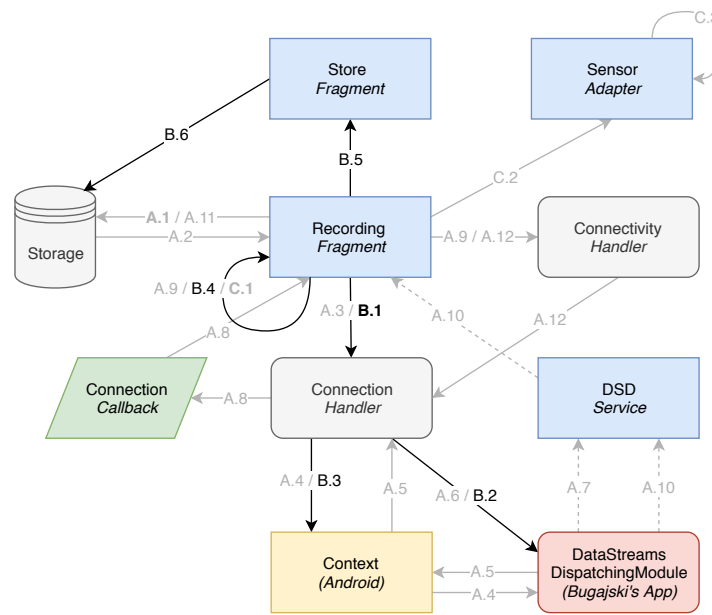 C.3
Store
Fragment
Sensor
Adapter
B.6
B.5
C.2
Storage
A.1 / A.11
A.2
Recording
Fragment
A.9 / A.12
Connectivity
Handler
A.9 / B.4 / C.1
A.8
A.3 / B.1
A.10
A.12
Connection
Callback
A.8
Connection
Handler
DSD
Service
A.4 / B.3
A.5
A.6 / B.2
A.7
A.10
Context
(Android)
A.5
A.4
DataStreams
DispatchingModule
(Bugajski's App)